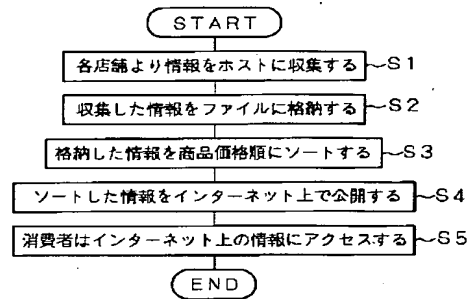 START
各店舗より情報をホストに収集する S1
収集した情報をファイルに格納する S2
格納した情報を商品価格順にソートする S3
ソートした情報をインターネット上で公開する S4
消費者はインターネット上の情報にアクセスする S5
END